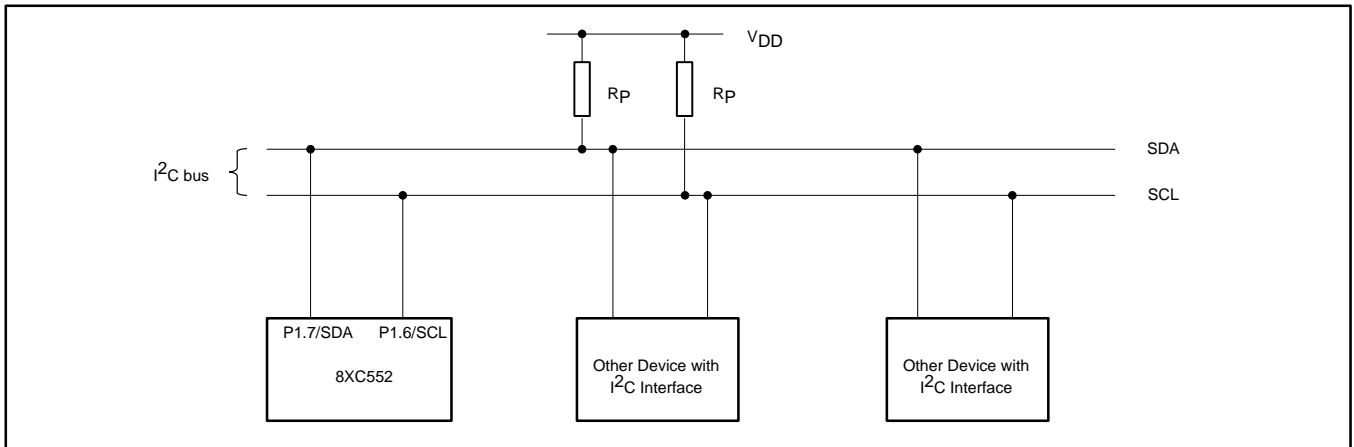 VDD
RP RP
SDA
I2C bus
SCL
P1.7/SDA P1.6/SCL
8XC552
Other Device with
I2C Interface
Other Device with
I2C Interface